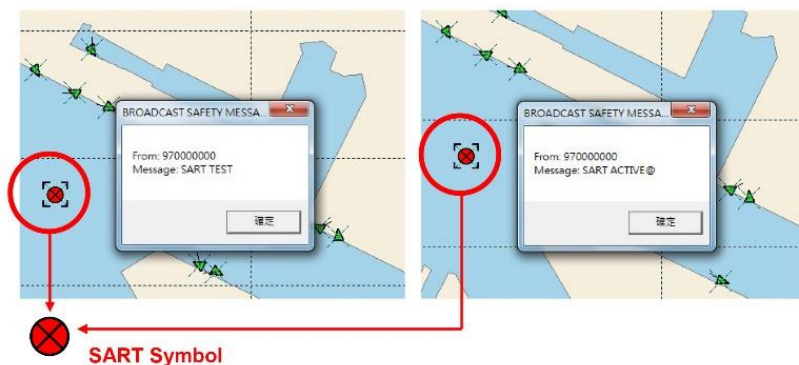 BROADCAST SAFETY MESSA...
From: 970000000
Message: SART TEST
確定
BROADCAST SAFETY MESSA...
From: 970000000
Message: SART ACTIVE@
確定
SART Symbol